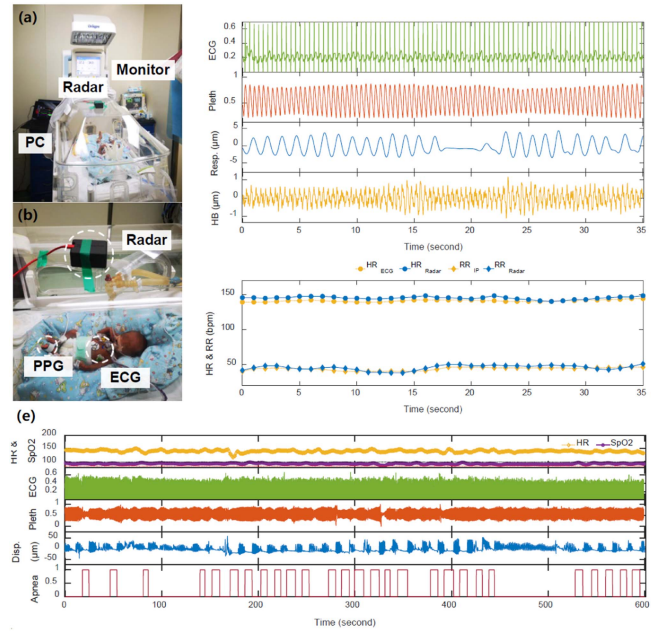 (a)
Monitor
Radar
PC
(b)
Radar
PPG
ECG
ECG
0.6
0.4
0.2
Pleth
1
0.5
Resp. (μm)
5
0
-5
HB (μm)
1
0
-1
0 5 10 15 20 25 30 35
Time (second)
HR ECG HR Radar RR IP RR Radar
HR & RR (bpm)
150
100
50
0 5 10 15 20 25 30 35
Time (second)
(e)
HR & SpO2
200
150
100
HR SpO2
ECG
0.6
0.4
0.2
Pleth
1
0.5
0
Disp. (μm)
50
0
-50
Apnea
1
0.5
0
0 100 200 300 400 500 600
Time (second)